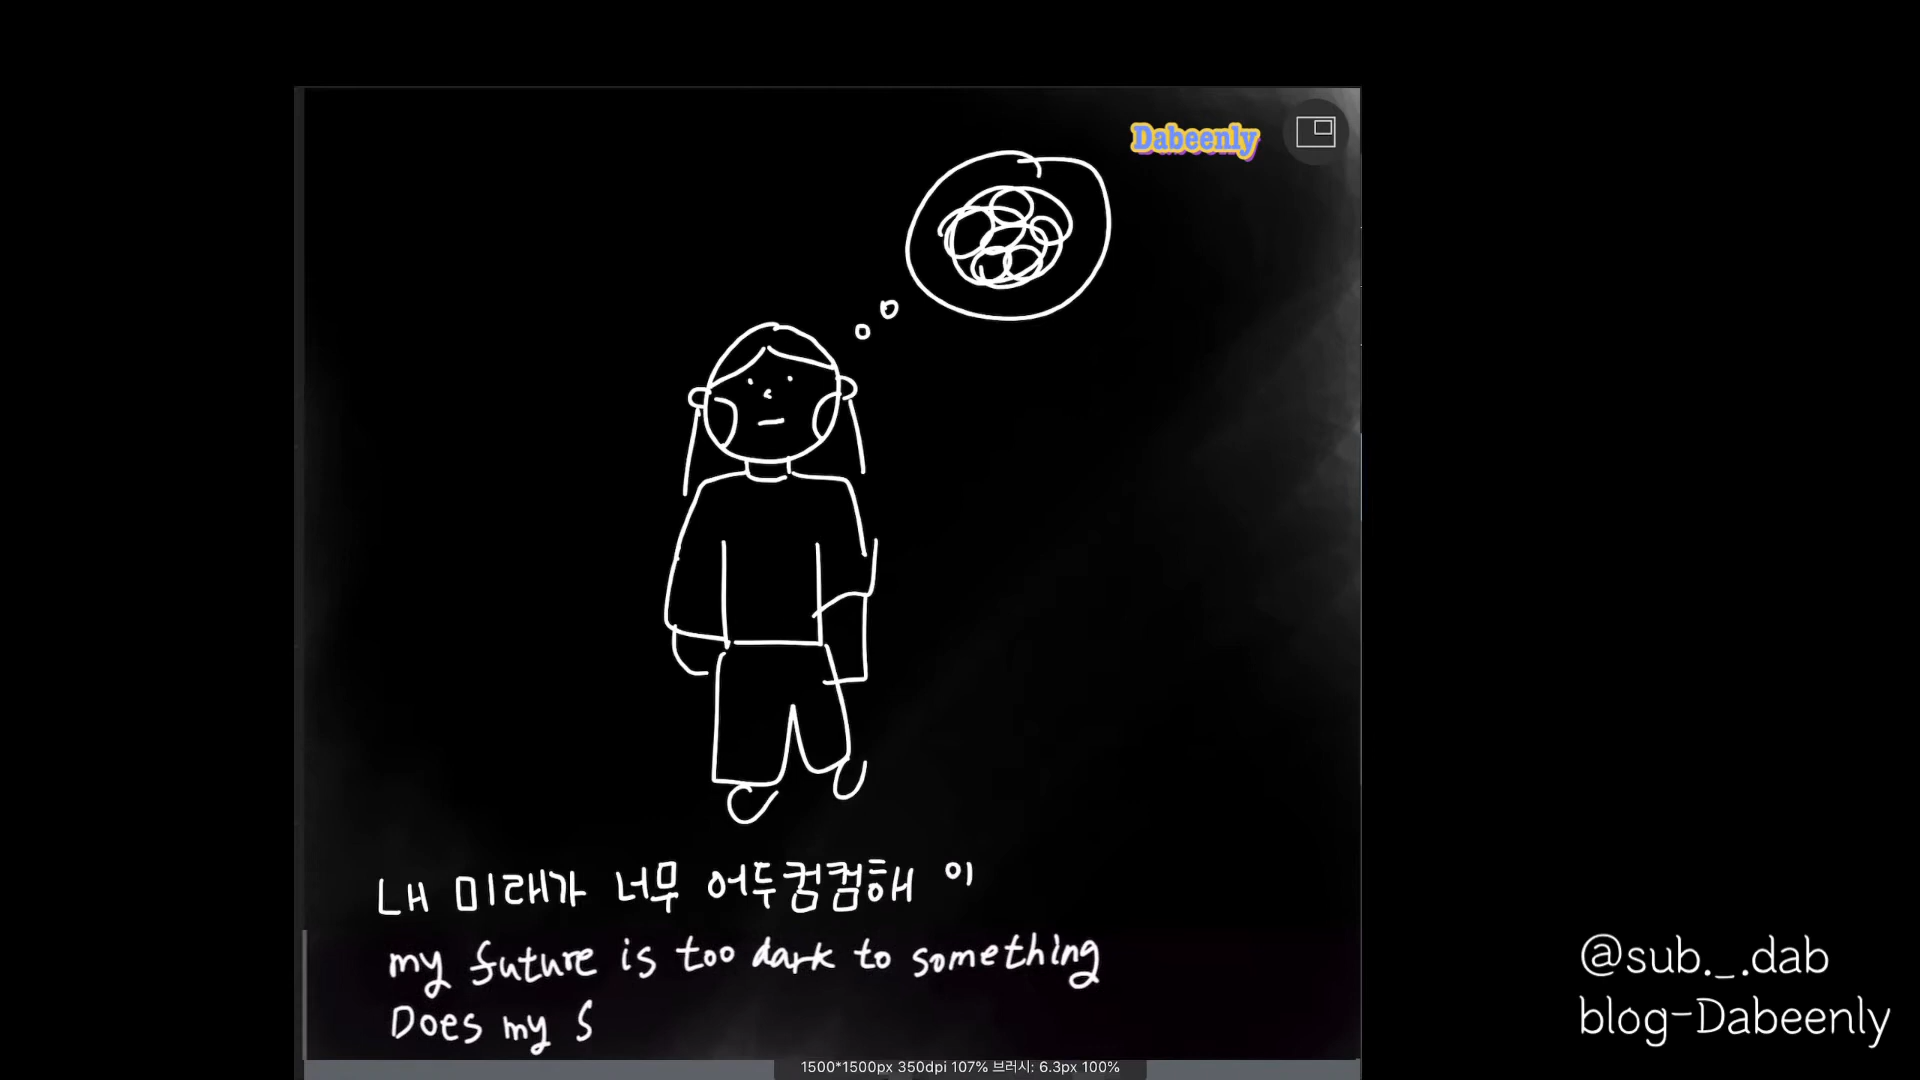 Dabeenly
내 미래가 너무 어두컴컴해 이
my future is too dark to something
Does my S
@sub._.dab
blog-Dabeenly
1500*1500px 350dpi 107% 브러시: 6.3px 100%